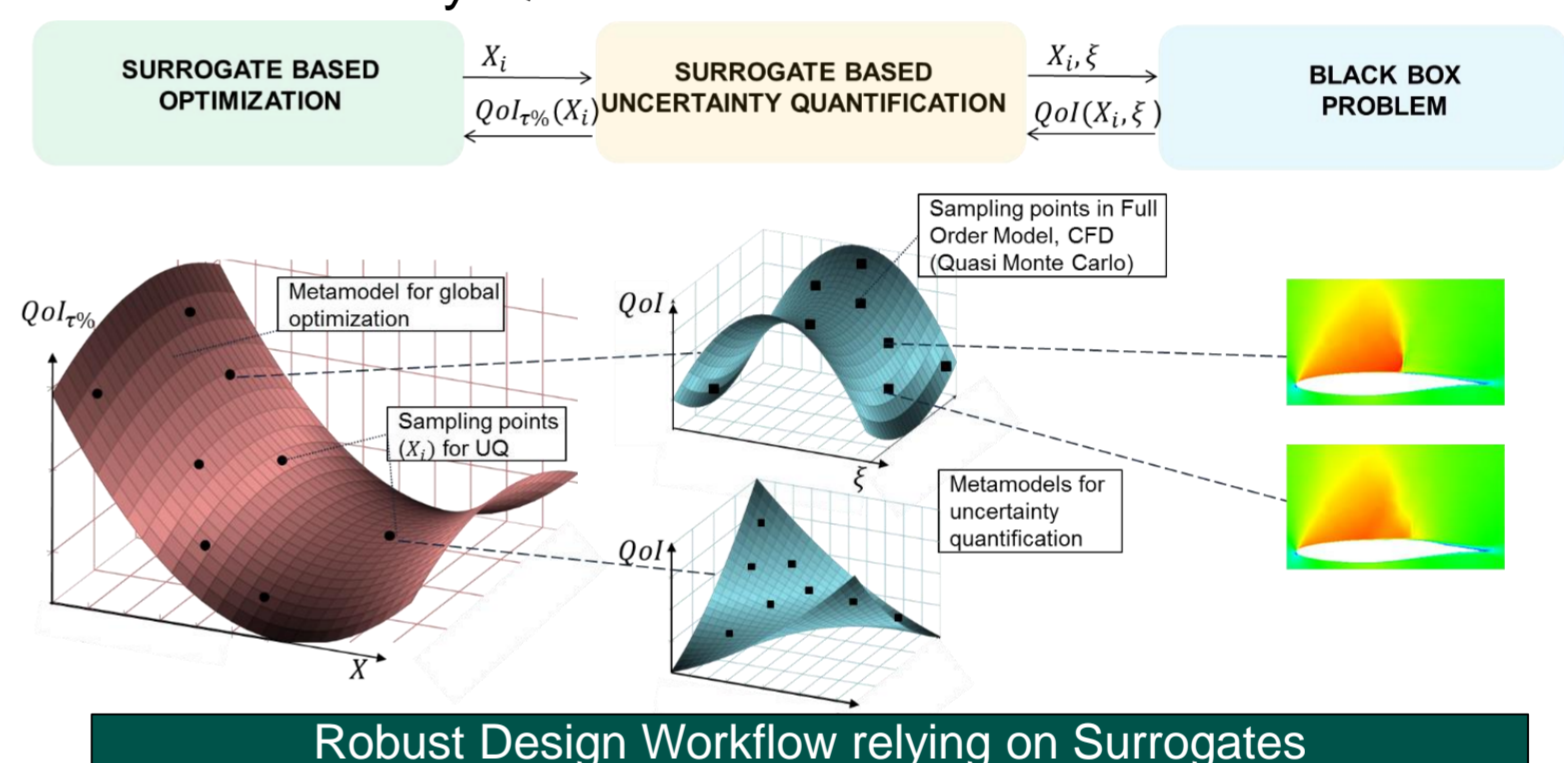 SURROGATE BASED
OPTIMIZATION
X_i
QoI_{τ%}(X_i)
SURROGATE BASED
UNCERTAINTY QUANTIFICATION
X_i, ξ
QoI(X_i, ξ )
BLACK BOX
PROBLEM
QoI_{τ%}
Metamodel for global
optimization
Sampling points
(X_i) for UQ
X
QoI
Sampling points in Full
Order Model, CFD
(Quasi Monte Carlo)
ξ
QoI
Metamodels for
uncertainty
quantification
Robust Design Workflow relying on Surrogates